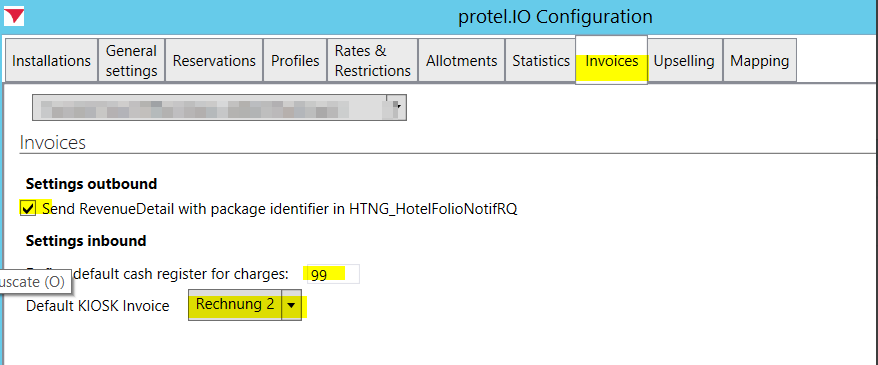 protel.IO Configuration
Installations
General
settings
Reservations
Profiles
Rates &
Restrictions
Allotments
Statistics
Invoices
Upselling
Mapping
Invoices
Settings outbound
Send RevenueDetail with package identifier in HTNG_HotelFolioNotifRQ
Settings inbound
default cash register for charges: 99
uscate (O)
Default KIOSK Invoice Rechnung 2